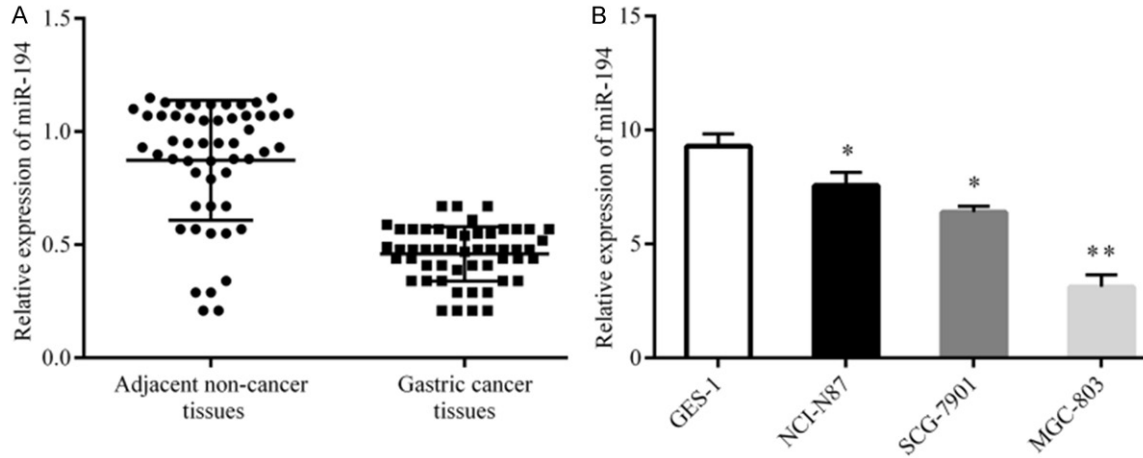 A
Relative expression of miR-194
1.5
1.0
0.5
0.0
Adjacent non-cancer
tissues
Gastric cancer
tissues
B
Relative expression of miR-194
15
10
5
0
*
*
**
GES-1
NCI-N87
SCG-7901
MGC-803